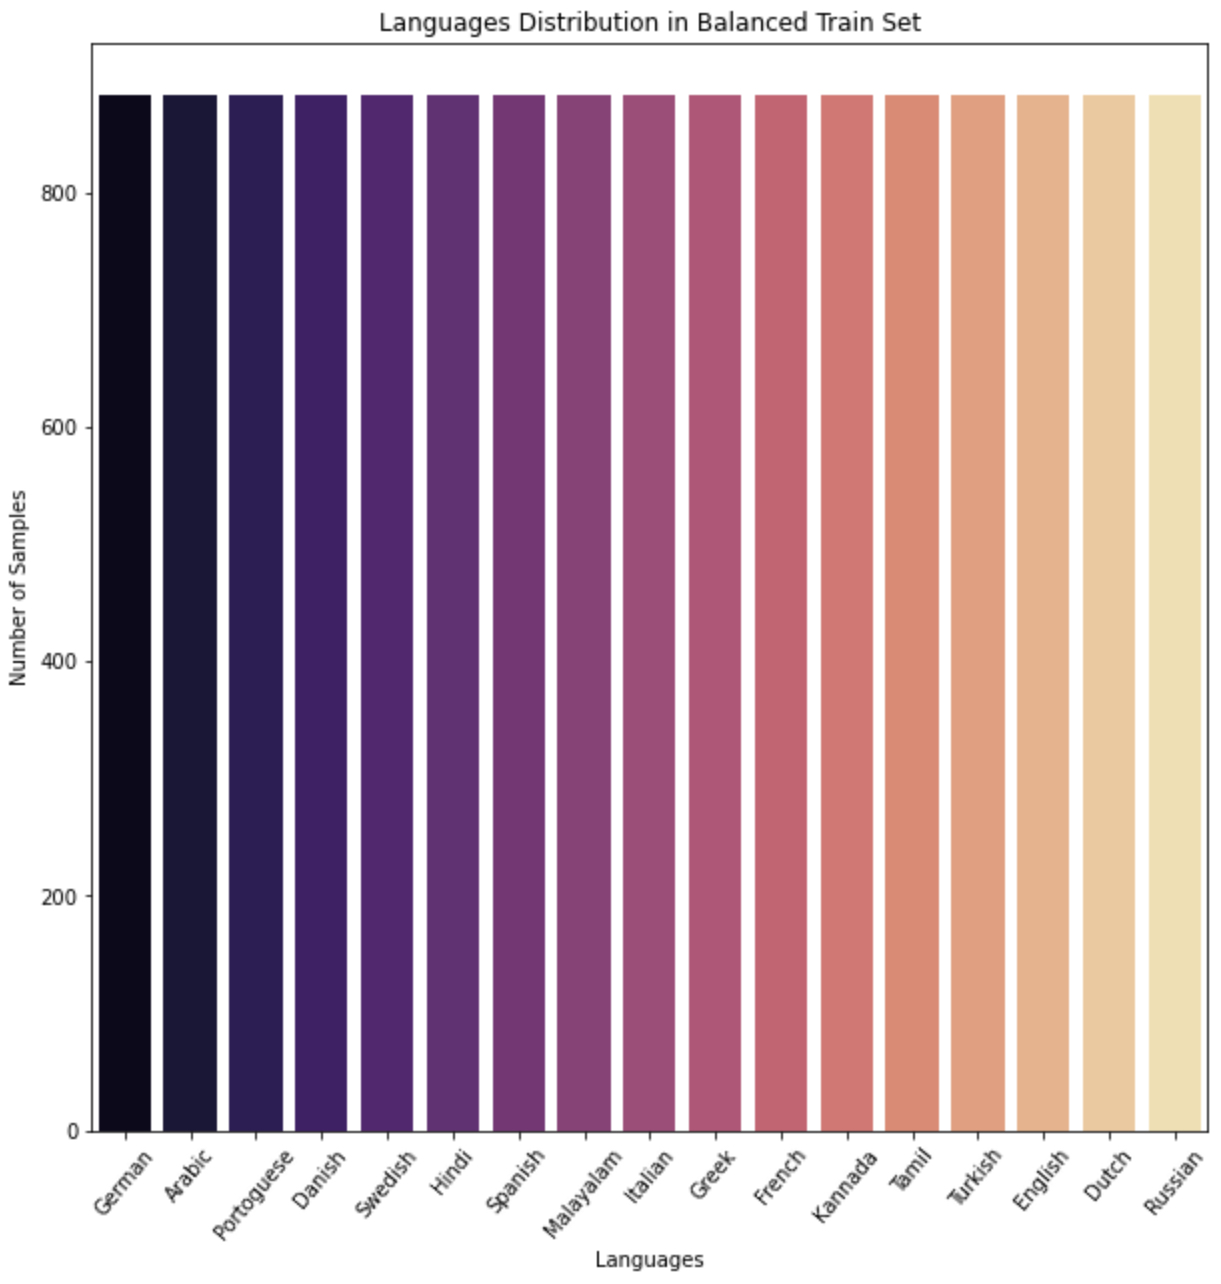 Languages Distribution in Balanced Train Set
Number of Samples
800
600
400
200
0
German
Arabic
Portoguese
Danish
Swedish
Hindi
Spanish
Malayalam
Italian
Greek
French
Kannada
Tamil
Turkish
English
Dutch
Russian
Languages